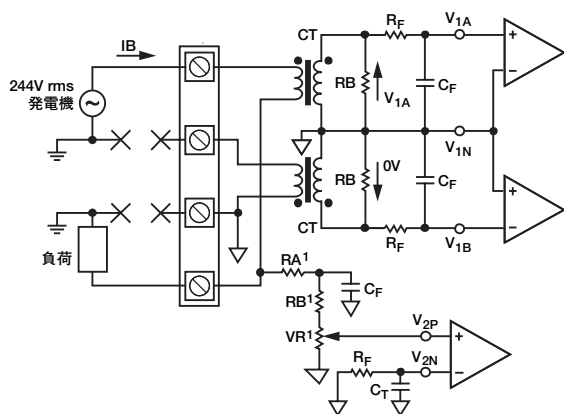 IB
244V rms
発電機
負荷
CT
CT
RB
V1A
RB
0V
RF
CF
CF
RF
V1A
V1N
V1B
+
−
+
−
RA1
RB1
VR1
CF
RF
CT
V2P
V2N
+
−